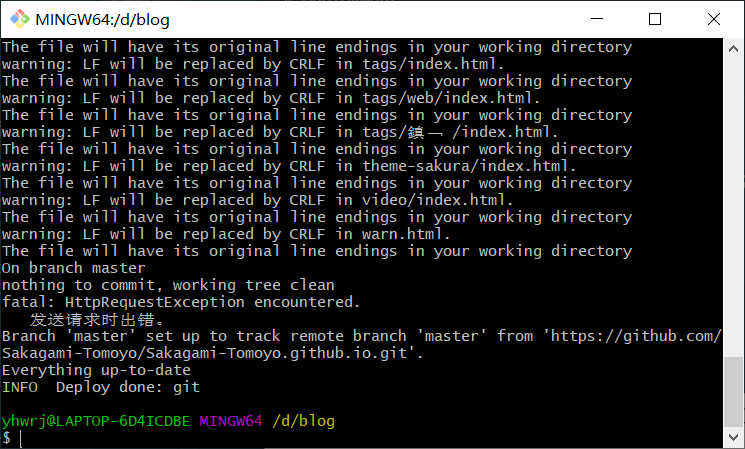 MINGW64:/d/blog
The file will have its original line endings in your working directory
warning: LF will be replaced by CRLF in tags/index.html.
The file will have its original line endings in your working directory
warning: LF will be replaced by CRLF in tags/web/index.html.
The file will have its original line endings in your working directory
warning: LF will be replaced by CRLF in tags/鎮﹁ /index.html.
The file will have its original line endings in your working directory
warning: LF will be replaced by CRLF in theme-sakura/index.html.
The file will have its original line endings in your working directory
warning: LF will be replaced by CRLF in video/index.html.
The file will have its original line endings in your working directory
warning: LF will be replaced by CRLF in warn.html.
The file will have its original line endings in your working directory
On branch master
nothing to commit, working tree clean
fatal: HttpRequestException encountered.
发送请求时出错。
Branch 'master' set up to track remote branch 'master' from 'https://github.com/
Sakagami-Tomoyo/Sakagami-Tomoyo.github.io.git'.
Everything up-to-date
INFO  Deploy done: git
yhwrj@LAPTOP-6D4ICDBE MINGW64 /d/blog
$